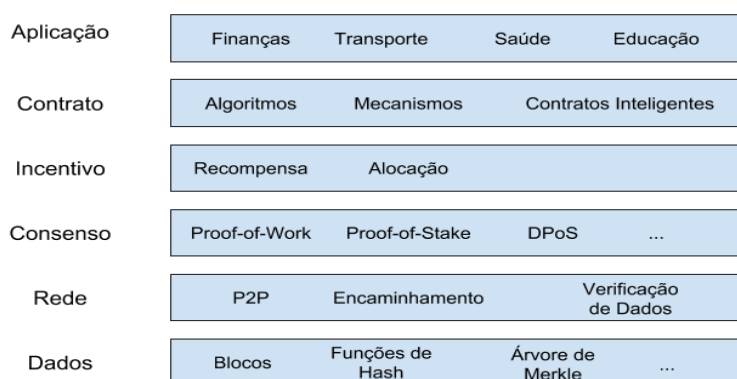 Aplicação
Finanças Transporte Saúde Educação
Contrato
Algoritmos Mecanismos Contratos Inteligentes
Incentivo
Recompensa Alocação
Consenso
Proof-of-Work Proof-of-Stake DPoS ...
Rede
P2P Encaminhamento Verificação
de Dados
Dados
Blocos Funções de
Hash Árvore de
Merkle ...